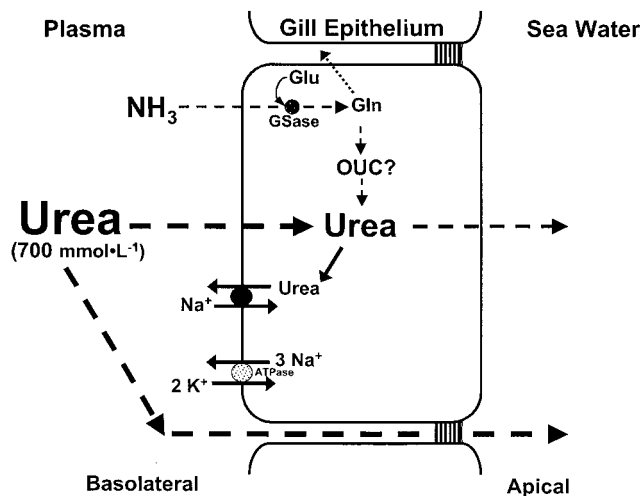 Plasma
Gill Epithelium
Sea Water
Glu
NH₃
Gln
GSase
OUC?
Urea
Urea
(700 mmol•L⁻¹)
Urea
Na⁺
3 Na⁺
ATPase
2 K⁺
Basolateral
Apical